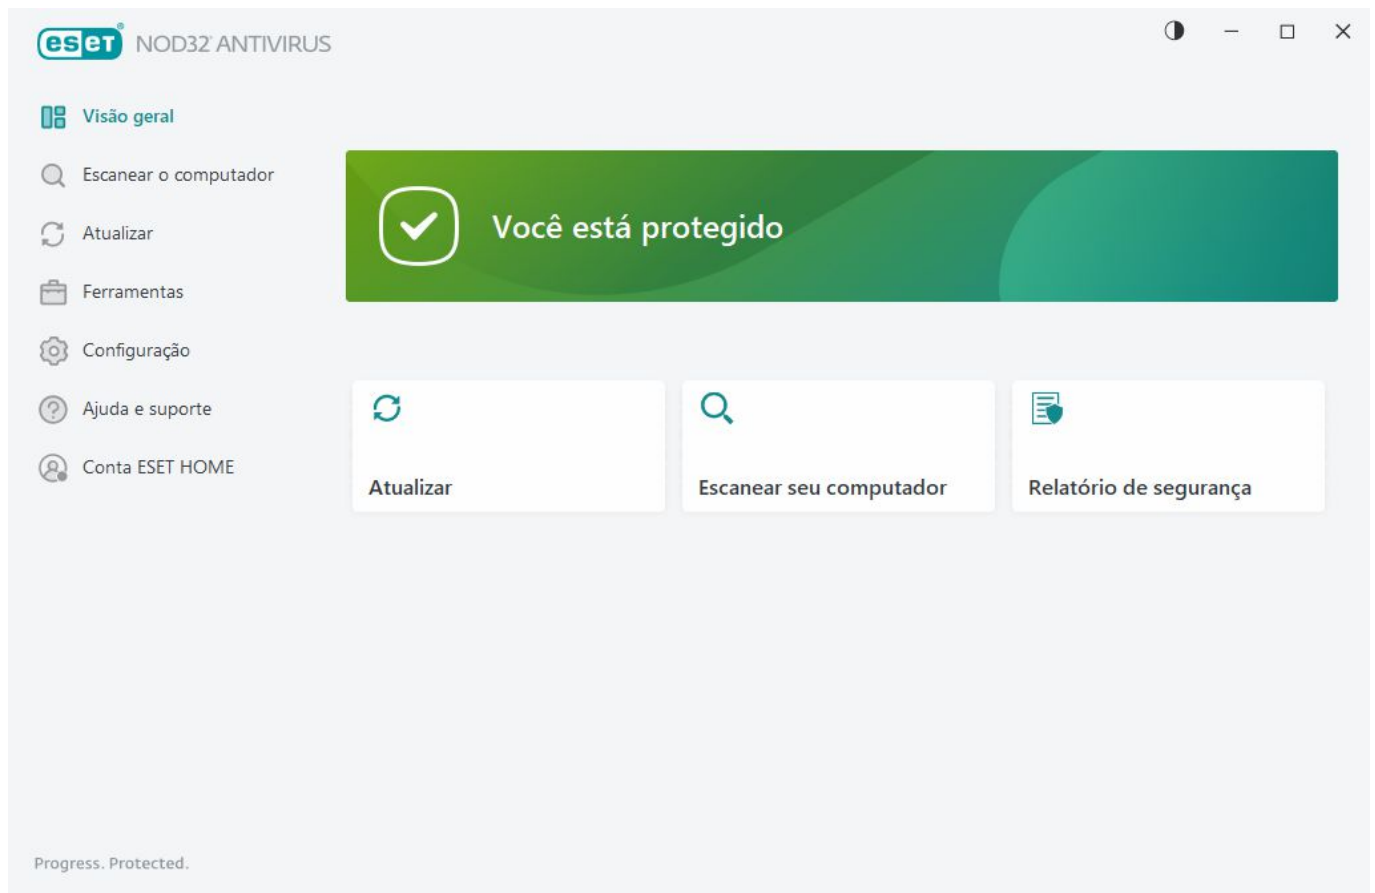 eseT® NOD32® ANTIVIRUS
Visão geral
Escanear o computador
Atualizar
Ferramentas
Configuração
Ajuda e suporte
Conta ESET HOME
Você está protegido
Atualizar
Escanear seu computador
Relatório de segurança
Progress. Protected.